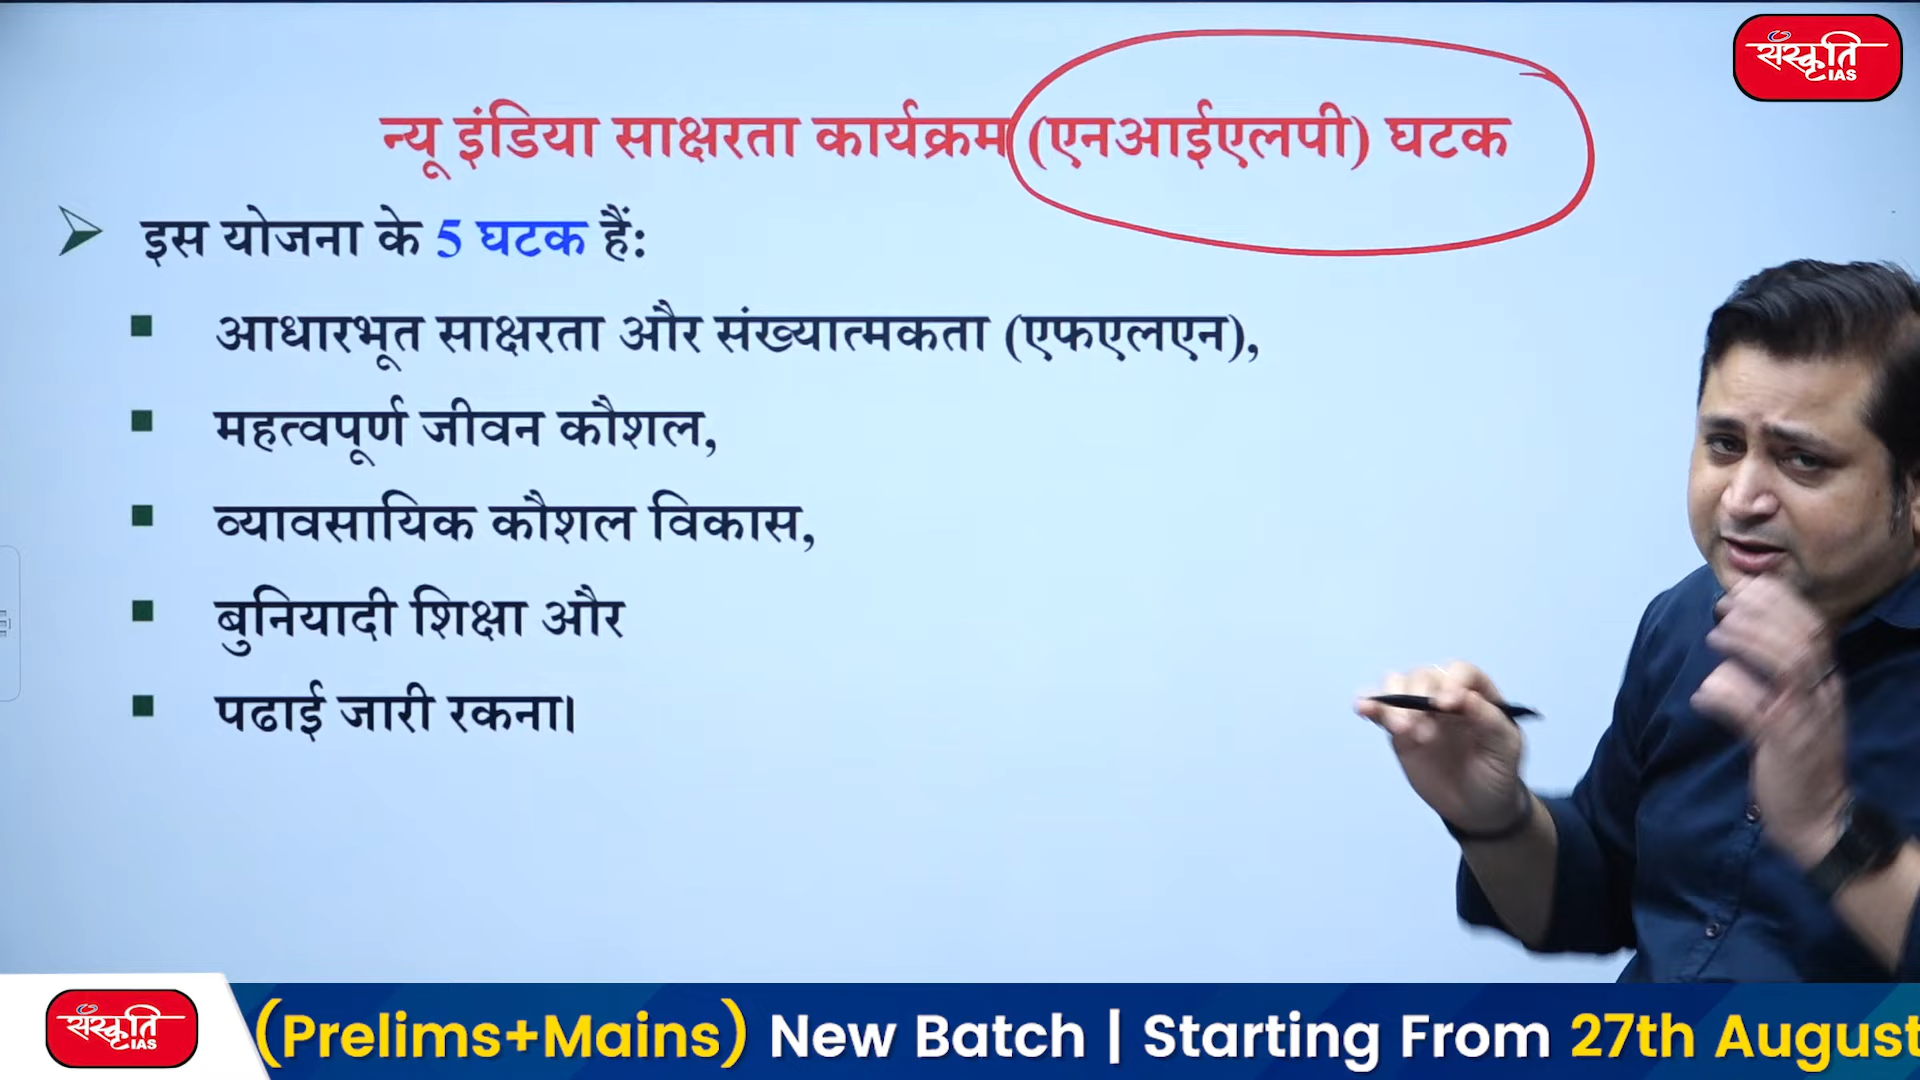 संस्कृति
IAS
न्यू इंडिया साक्षरता कार्यक्रम (एनआईएलपी) घटक
इस योजना के 5 घटक हैं:
आधारभूत साक्षरता और संख्यात्मकता (एफएलएन),
महत्वपूर्ण जीवन कौशल,
व्यावसायिक कौशल विकास,
बुनियादी शिक्षा और
पढाई जारी रकना।
संस्कृति
IAS
(Prelims+Mains) New Batch | Starting From 27th August